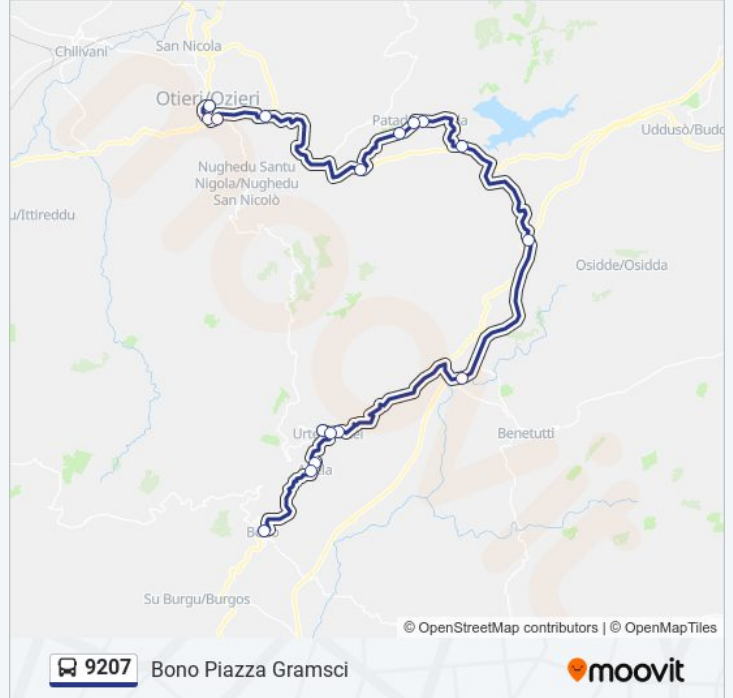 Chilivani
San Nicola
Otieri/Ozieri
Uddusò/Budd
Nughedu Santu
Nigola/Nughedu
San Nicolò
u/Ittireddu
Osidde/Osidda
Benetutti
Su Burgu/Burgos
© OpenStreetMap contributors | © OpenMapTiles
9207 Bono Piazza Gramsci
moovit